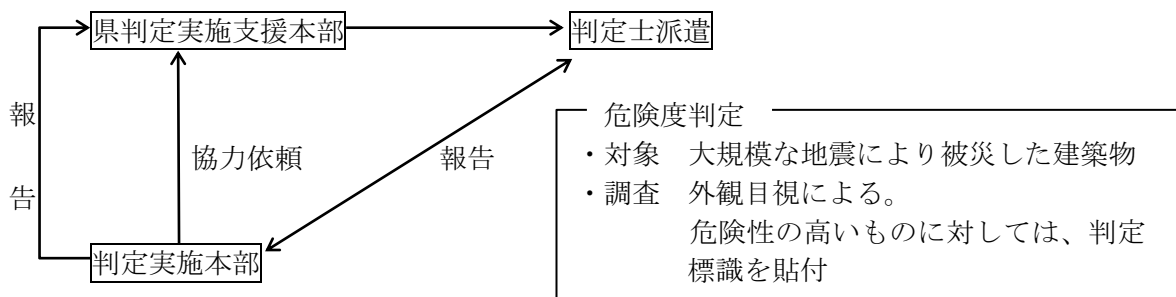 県判定実施支援本部
判定士派遣
報告
協力依頼
報告
判定実施本部
危険度判定
・対象 大規模な地震により被災した建築物
・調査 外観目視による。
危険性の高いものに対しては、判定
標識を貼付